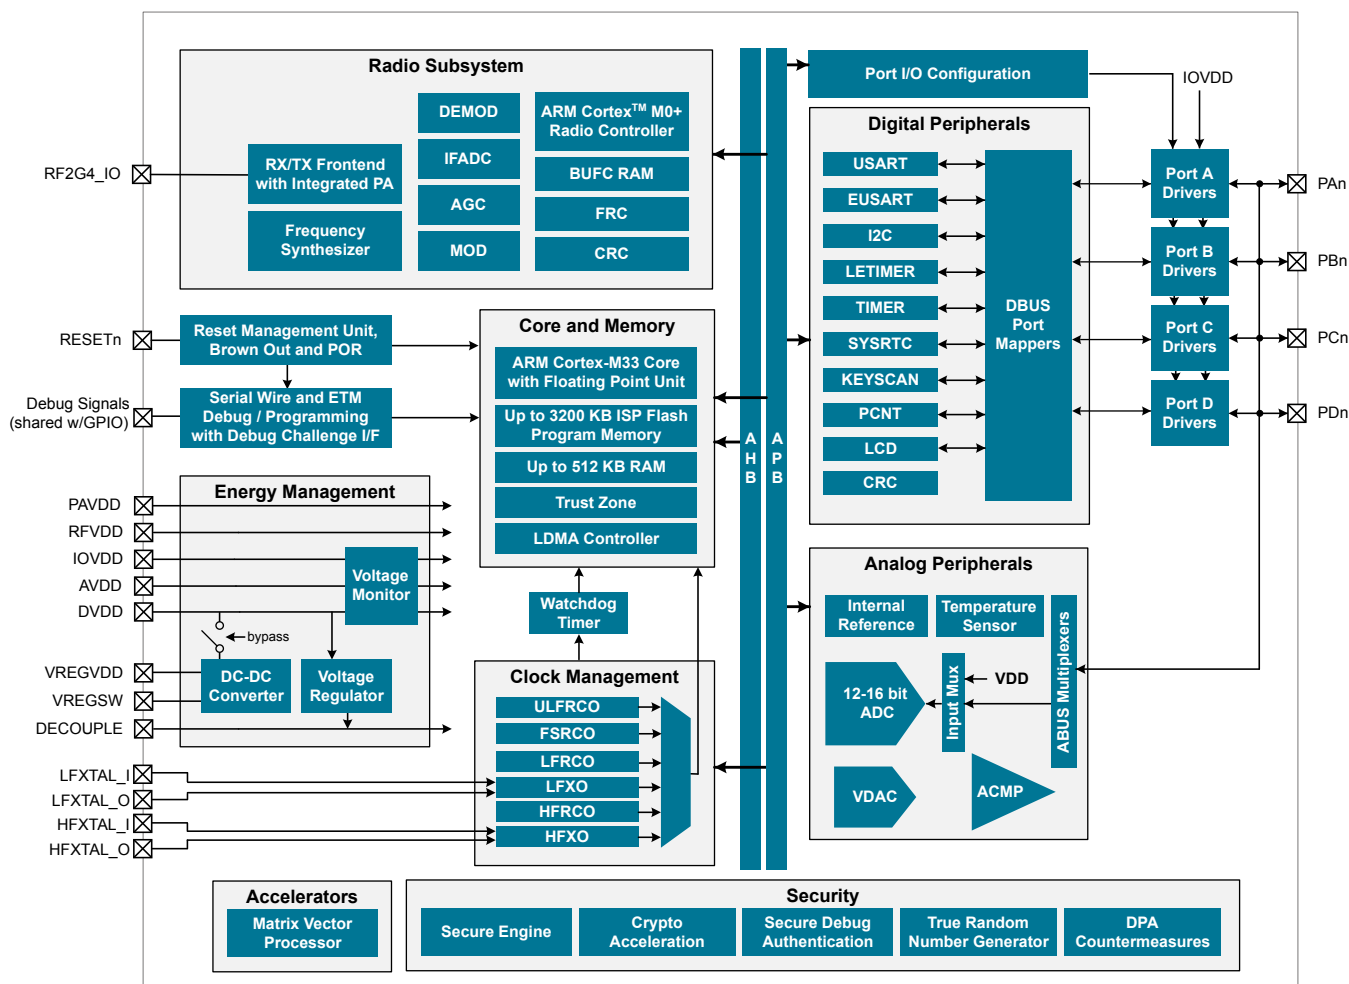 Radio Subsystem
DEMOD
IFADC
AGC
MOD
ARM Cortex™ M0+
Radio Controller
BUFC RAM
FRC
CRC
RX/TX Frontend
with Integrated PA
Frequency
Synthesizer
RF2G4_IO
RESETn
Reset Management Unit,
Brown Out and POR
Debug Signals
(shared w/GPIO)
Serial Wire and ETM
Debug / Programming
with Debug Challenge I/F
Core and Memory
ARM Cortex-M33 Core
with Floating Point Unit
Up to 3200 KB ISP Flash
Program Memory
Up to 512 KB RAM
Trust Zone
LDMA Controller
Energy Management
PAVDD
RFVDD
IOVDD
AVDD
DVDD
VREGVDD
VREGSW
DECOUPLE
Voltage
Monitor
bypass
DC-DC
Converter
Voltage
Regulator
Watchdog
Timer
Clock Management
ULFRCO
FSRCO
LFRCO
LFXO
HFRCO
HFXO
LFXTAL_I
LFXTAL_O
HFXTAL_I
HFXTAL_O
AHB
APB
Port I/O Configuration
IOVDD
Digital Peripherals
USART
EUSART
I2C
LETIMER
TIMER
SYSRTC
KEYSCAN
PCNT
LCD
CRC
DBUS
Port
Mappers
Port A
Drivers
Port B
Drivers
Port C
Drivers
Port D
Drivers
PAn
PBn
PCn
PDn
Analog Peripherals
Internal
Reference
Temperature
Sensor
12-16 bit
ADC
Input Mux
VDD
ABUS Multiplexers
VDAC
ACMP
Accelerators
Matrix Vector
Processor
Security
Secure Engine
Crypto
Acceleration
Secure Debug
Authentication
True Random
Number Generator
DPA
Countermeasures